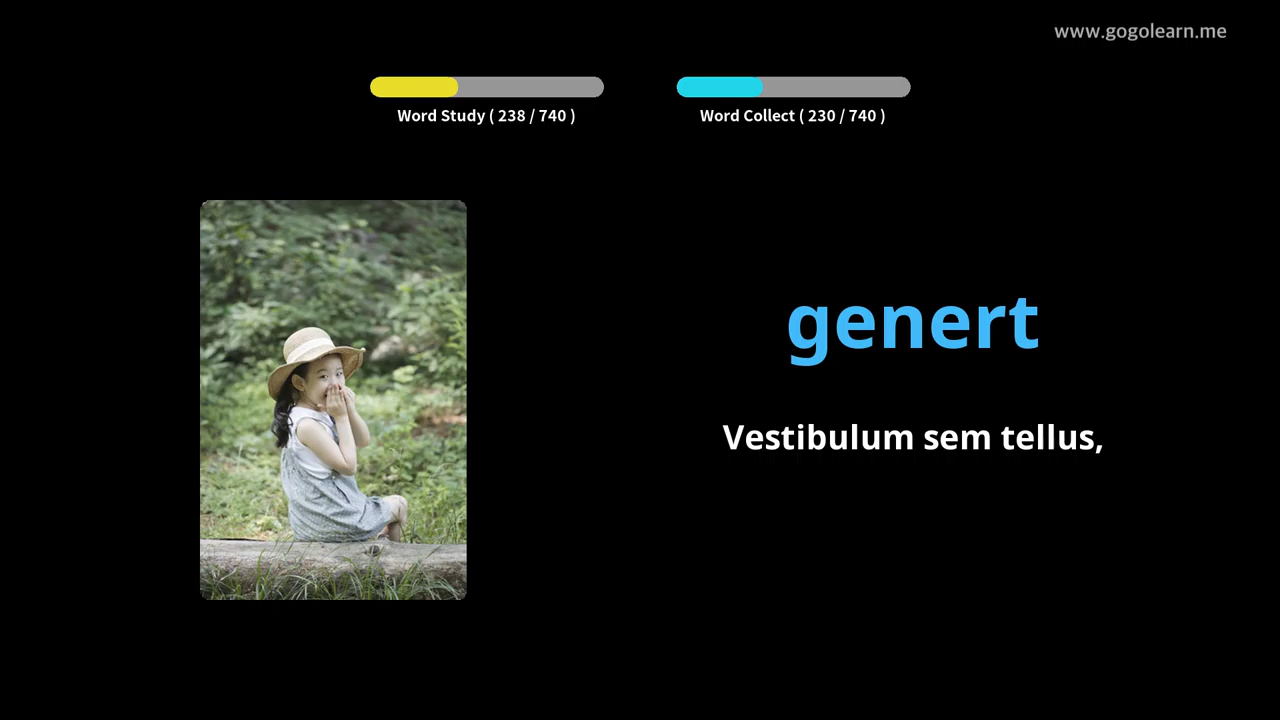 www.gogolearn.me
Word Study ( 238 / 740 )
Word Collect ( 230 / 740 )
genert
Vestibulum sem tellus,